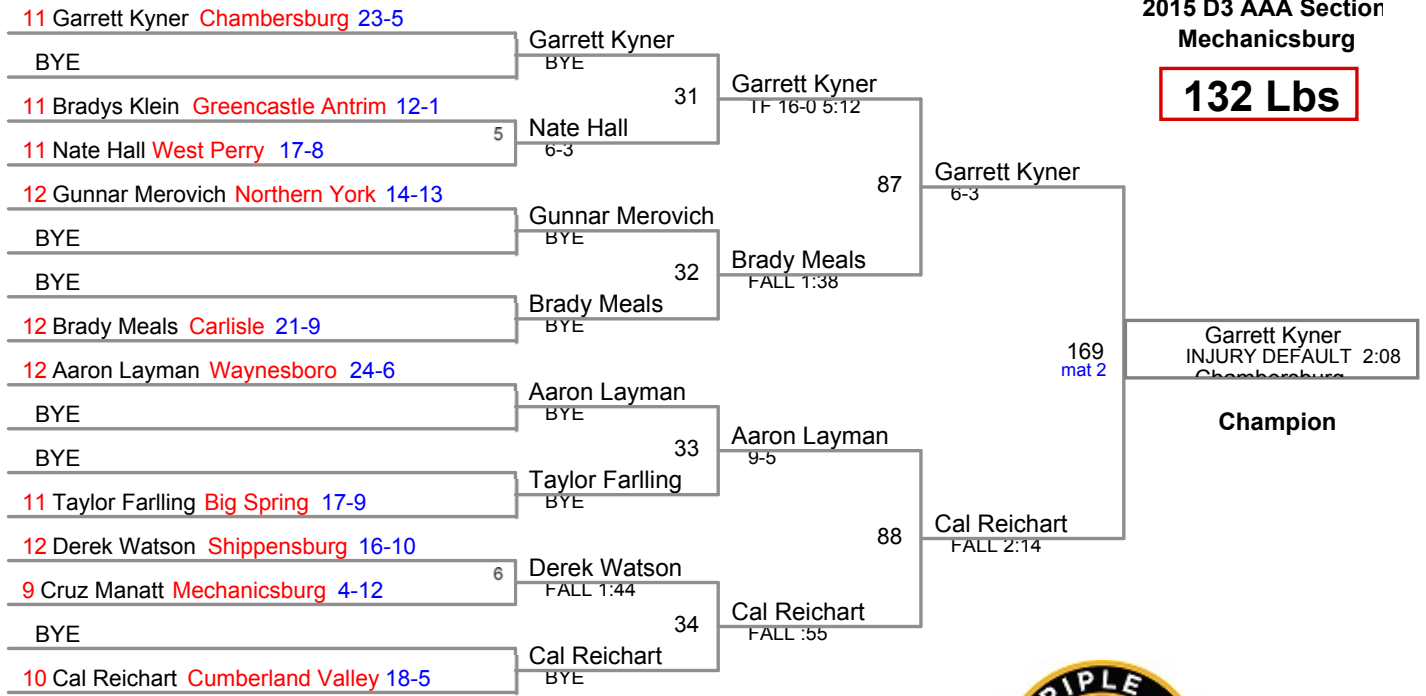 2015 D3 AAA Section
Mechanicsburg
132 Lbs
11 Garrett Kyner Chambersburg 23-5
BYE
11 Bradys Klein Greencastle Antrim 12-1
11 Nate Hall West Perry 17-8
12 Gunnar Merovich Northern York 14-13
BYE
BYE
12 Brady Meals Carlisle 21-9
12 Aaron Layman Waynesboro 24-6
BYE
BYE
11 Taylor Farlling Big Spring 17-9
12 Derek Watson Shippensburg 16-10
9 Cruz Manatt Mechanicsburg 4-12
BYE
10 Cal Reichart Cumberland Valley 18-5
Garrett Kyner
BYE
5
Nate Hall
6-3
Gunnar Merovich
BYE
Brady Meals
BYE
Aaron Layman
BYE
Taylor Farlling
BYE
6
Derek Watson
FALL 1:44
Cal Reichart
BYE
31
Garrett Kyner
TF 16-0 5:12
32
Brady Meals
FALL 1:38
33
Aaron Layman
9-5
34
Cal Reichart
FALL :55
87
Garrett Kyner
6-3
88
Cal Reichart
FALL 2:14
169
mat 2
Garrett Kyner
INJURY DEFAULT 2:08
Chambersburg
Champion